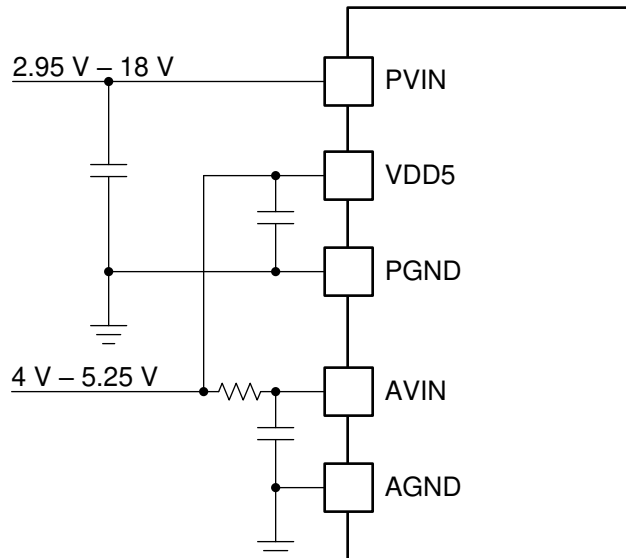 2.95 V – 18 V
PVIN
VDD5
PGND
4 V – 5.25 V
AVIN
AGND